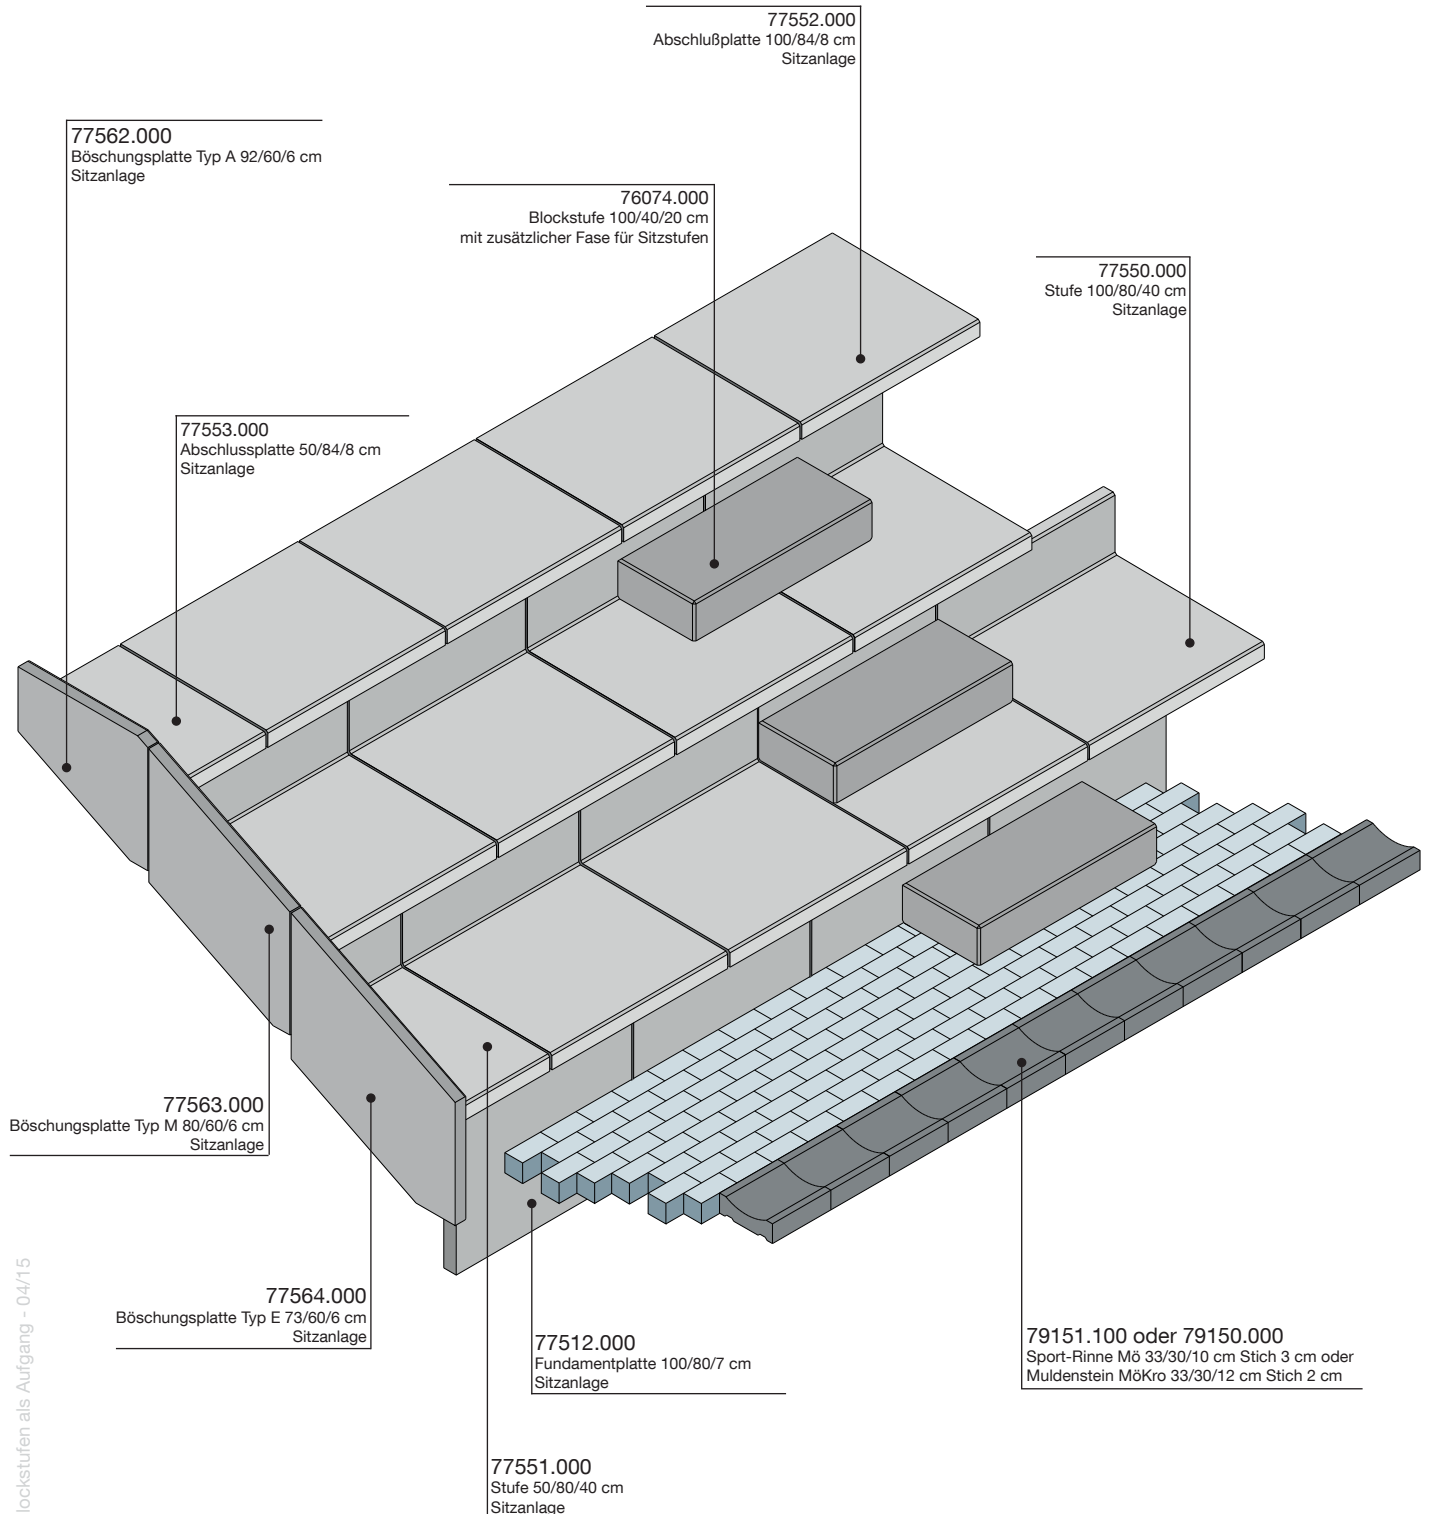 77552.000
Abschlußplatte 100/84/8 cm
Sitzanlage
77562.000
Böschungsplatte Typ A 92/60/6 cm
Sitzanlage
76074.000
Blockstufe 100/40/20 cm
mit zusätzlicher Fase für Sitzstufen
77550.000
Stufe 100/80/40 cm
Sitzanlage
77553.000
Abschlussplatte 50/84/8 cm
Sitzanlage
77563.000
Böschungsplatte Typ M 80/60/6 cm
Sitzanlage
77564.000
Böschungsplatte Typ E 73/60/6 cm
Sitzanlage
77512.000
Fundamentplatte 100/80/7 cm
Sitzanlage
79151.100 oder 79150.000
Sport-Rinne Mö 33/30/10 cm Stich 3 cm oder
Muldenstein MöKro 33/30/12 cm Stich 2 cm
77551.000
Stufe 50/80/40 cm
Sitzanlage
lockstufen als Aufgang - 04/15